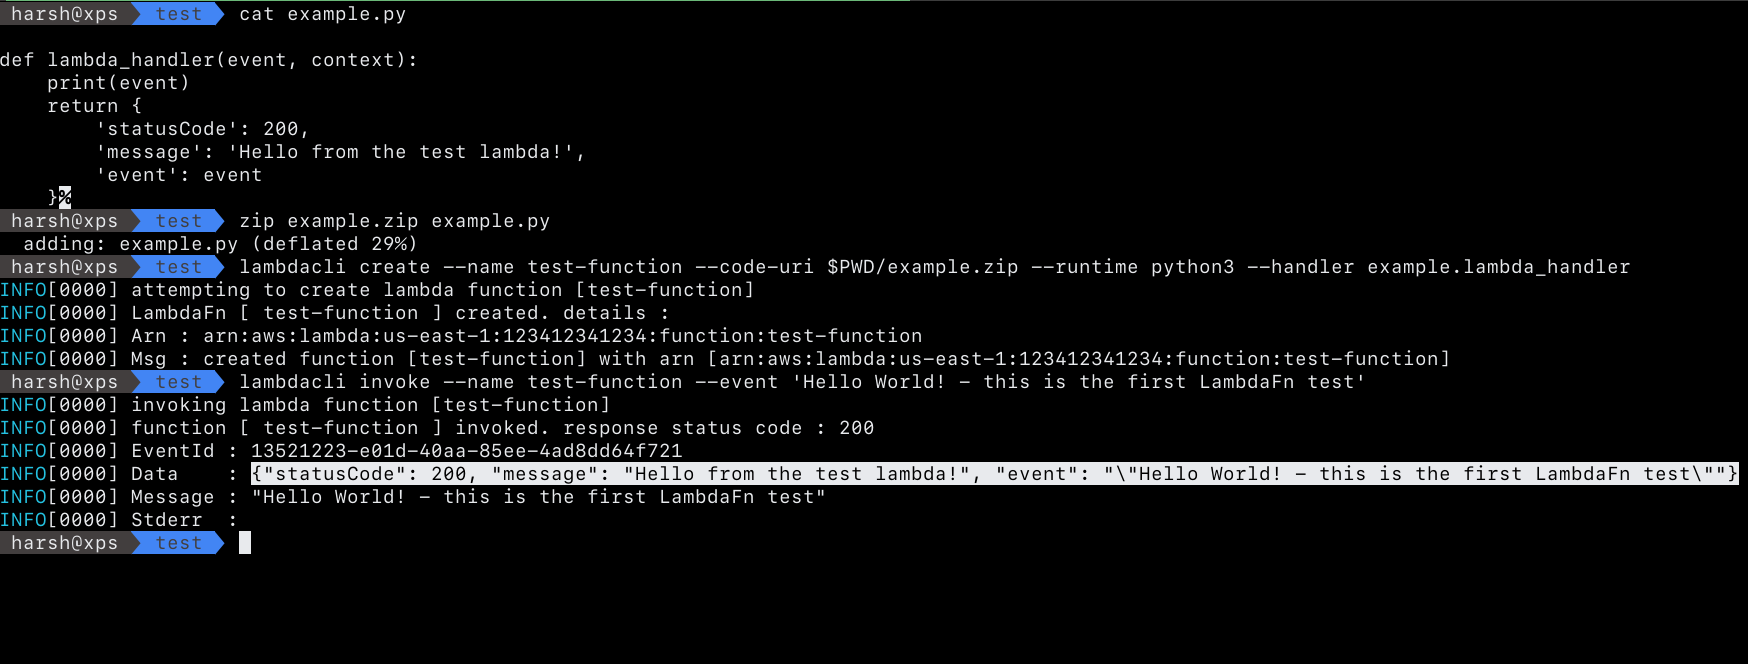 harsh@xps test cat example.py
def lambda_handler(event, context):
    print(event)
    return {
        'statusCode': 200,
        'message': 'Hello from the test lambda!',
        'event': event
    }%
harsh@xps test zip example.zip example.py
  adding: example.py (deflated 29%)
harsh@xps test lambdacli create --name test-function --code-uri $PWD/example.zip --runtime python3 --handler example.lambda_handler
INFO[0000] attempting to create lambda function [test-function]
INFO[0000] LambdaFn [ test-function ] created. details :
INFO[0000] Arn : arn:aws:lambda:us-east-1:123412341234:function:test-function
INFO[0000] Msg : created function [test-function] with arn [arn:aws:lambda:us-east-1:123412341234:function:test-function]
harsh@xps test lambdacli invoke --name test-function --event 'Hello World! - this is the first LambdaFn test'
INFO[0000] invoking lambda function [test-function]
INFO[0000] function [ test-function ] invoked. response status code : 200
INFO[0000] EventId : 13521223-e01d-40aa-85ee-4ad8dd64f721
INFO[0000] Data    : {"statusCode": 200, "message": "Hello from the test lambda!", "event": "\"Hello World! - this is the first LambdaFn test\""}
INFO[0000] Message : "Hello World! - this is the first LambdaFn test"
INFO[0000] Stderr  :
harsh@xps test